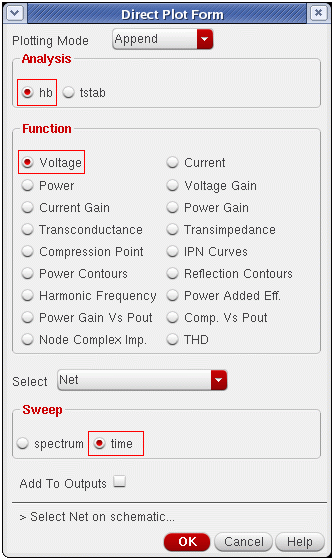 Direct Plot Form
Plotting Mode Append
Analysis
hb tstab
Function
Voltage Current
Power Voltage Gain
Current Gain Power Gain
Transconductance Transimpedance
Compression Point IPN Curves
Power Contours Reflection Contours
Harmonic Frequency Power Added Eff.
Power Gain Vs Pout Comp. Vs Pout
Node Complex Imp. THD
Select Net
Sweep
spectrum time
Add To Outputs
> Select Net on schematic...
OK Cancel Help